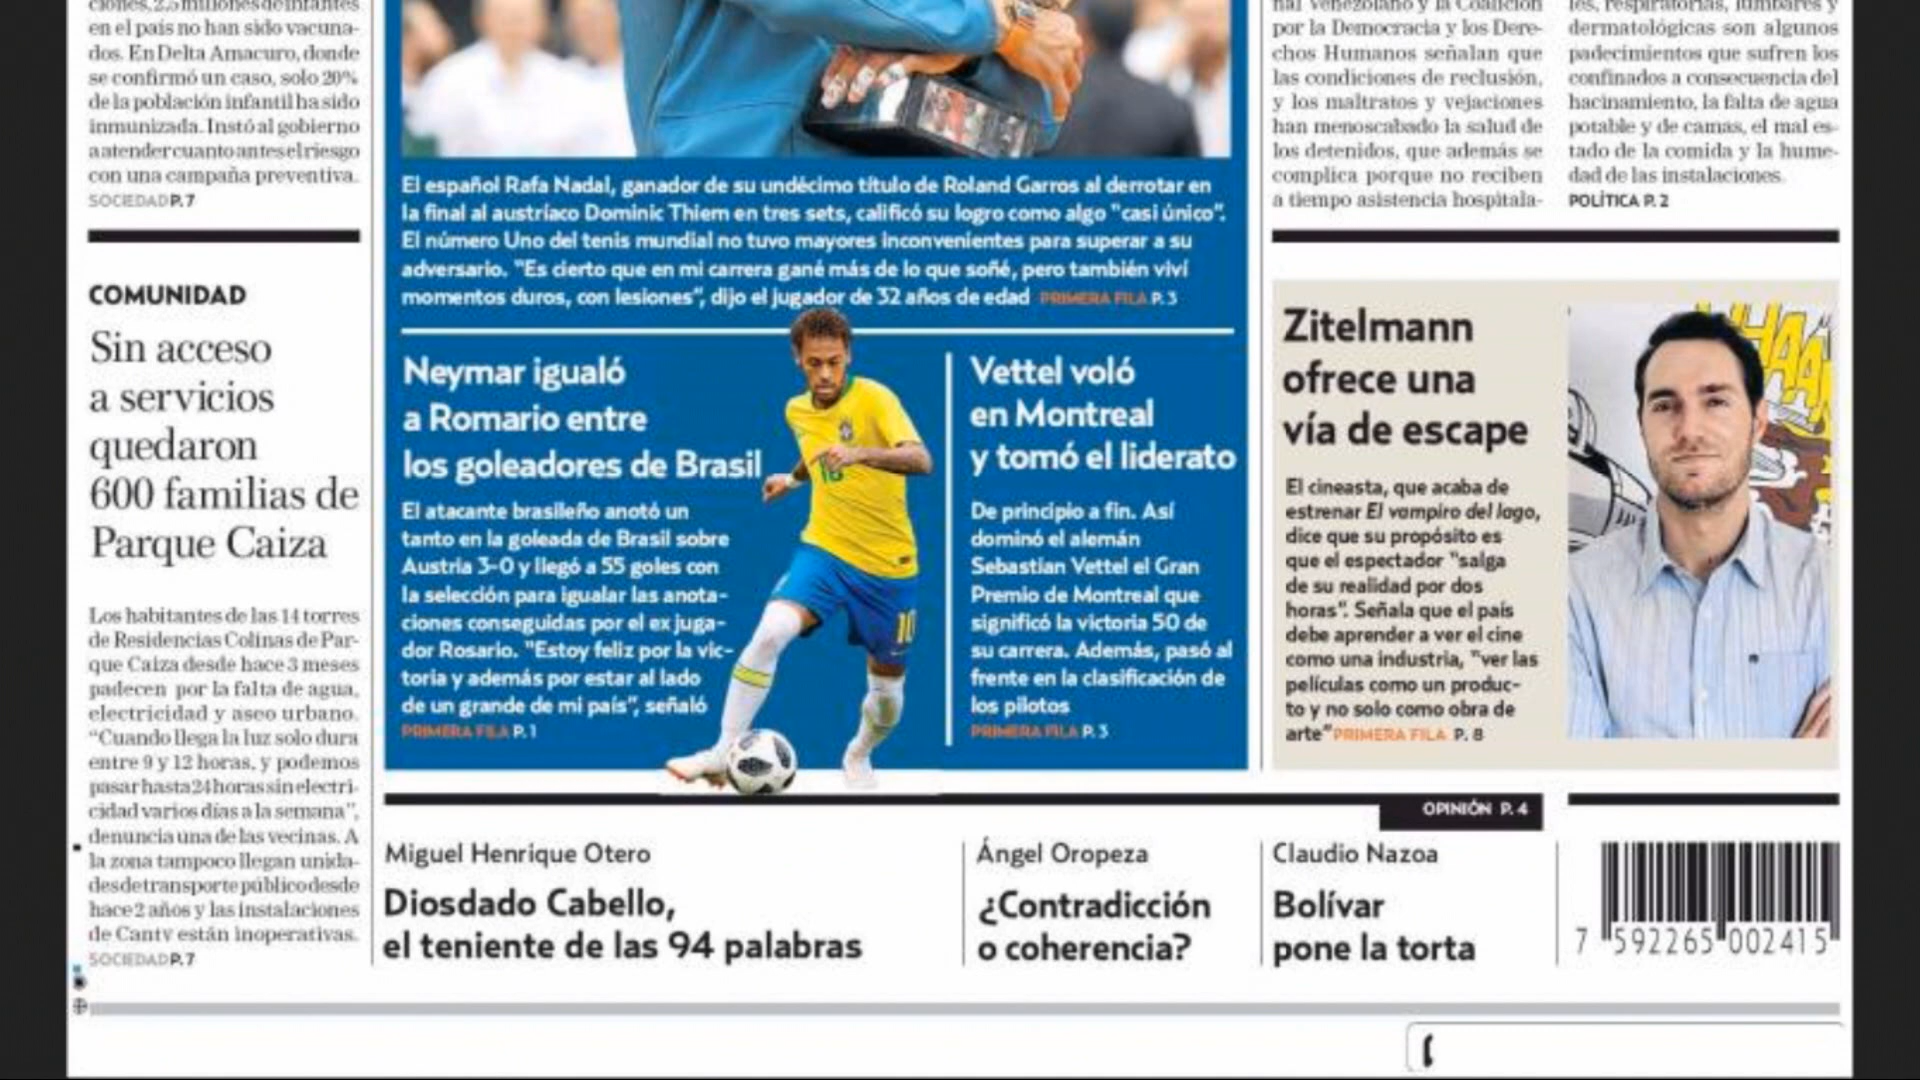 ciones, 2,5 millones de infantes
en el país no han sido vacuna-
dos. En Delta Amacuro, donde
se confirmó un caso, solo 20%
de la población infantil ha sido
inmunizada. Instó al gobierno
a atender cuanto antes el riesgo
con una campaña preventiva.
SOCIEDAD P. 7
COMUNIDAD
Sin acceso
a servicios
quedaron
600 familias de
Parque Caiza
Los habitantes de las 14 torres
de Residencias Colinas de Par-
que Caiza desde hace 3 meses
padecen por la falta de agua,
electricidad y aseo urbano.
“Cuando llega la luz solo dura
entre 9 y 12 horas, y podemos
pasar hasta 24 horas sin electri-
cidad varios días a la semana”,
denuncia una de las vecinas. A
la zona tampoco llegan unida-
des de transporte público desde
hace 2 años y las instalaciones
de Cantv están inoperativas.
SOCIEDAD P. 7
El español Rafa Nadal, ganador de su undécimo título de Roland Garros al derrotar en
la final al austríaco Dominic Thiem en tres sets, calificó su logro como algo "casi único".
El número Uno del tenis mundial no tuvo mayores inconvenientes para superar a su
adversario. "Es cierto que en mi carrera gané más de lo que soñé, pero también viví
momentos duros, con lesiones", dijo el jugador de 32 años de edad PRIMERA FILA P. 3
Neymar igualó
a Romario entre
los goleadores de Brasil
El atacante brasileño anotó un
tanto en la goleada de Brasil sobre
Austria 3-0 y llegó a 55 goles con
la selección para igualar las anota-
ciones conseguidas por el ex juga-
dor Rosario. "Estoy feliz por la vic-
toria y además por estar al lado
de un grande de mi país", señaló
PRIMERA FILA P. 1
10
10
Vettel voló
en Montreal
y tomó el liderato
De principio a fin. Así
dominó el alemán
Sebastian Vettel el Gran
Premio de Montreal que
significó la victoria 50 de
su carrera. Además, pasó al
frente en la clasificación de
los pilotos
PRIMERA FILA P. 3
nal Venezolano y la Coalición
por la Democracia y los Dere-
chos Humanos señalan que
las condiciones de reclusión,
y los maltratos y vejaciones
han menoscabado la salud de
los detenidos, que además se
complica porque no reciben
a tiempo asistencia hospitala-
les, respiratorias, lumbares y
dermatológicas son algunos
padecimientos que sufren los
confinados a consecuencia del
hacinamiento, la falta de agua
potable y de camas, el mal es-
tado de la comida y la hume-
dad de las instalaciones.
POLÍTICA P. 2
Zitelmann
ofrece una
vía de escape
El cineasta, que acaba de
estrenar El vampiro del lago,
dice que su propósito es
que el espectador "salga
de su realidad por dos
horas". Señala que el país
debe aprender a ver el cine
como una industria, "ver las
películas como un produc-
to y no solo como obra de
arte" PRIMERA FILA P. 8
OPINIÓN P. 4
Miguel Henrique Otero
Diosdado Cabello,
el teniente de las 94 palabras
Ángel Oropeza
¿Contradicción
o coherencia?
Claudio Nazoa
Bolívar
pone la torta
7 592265 002415